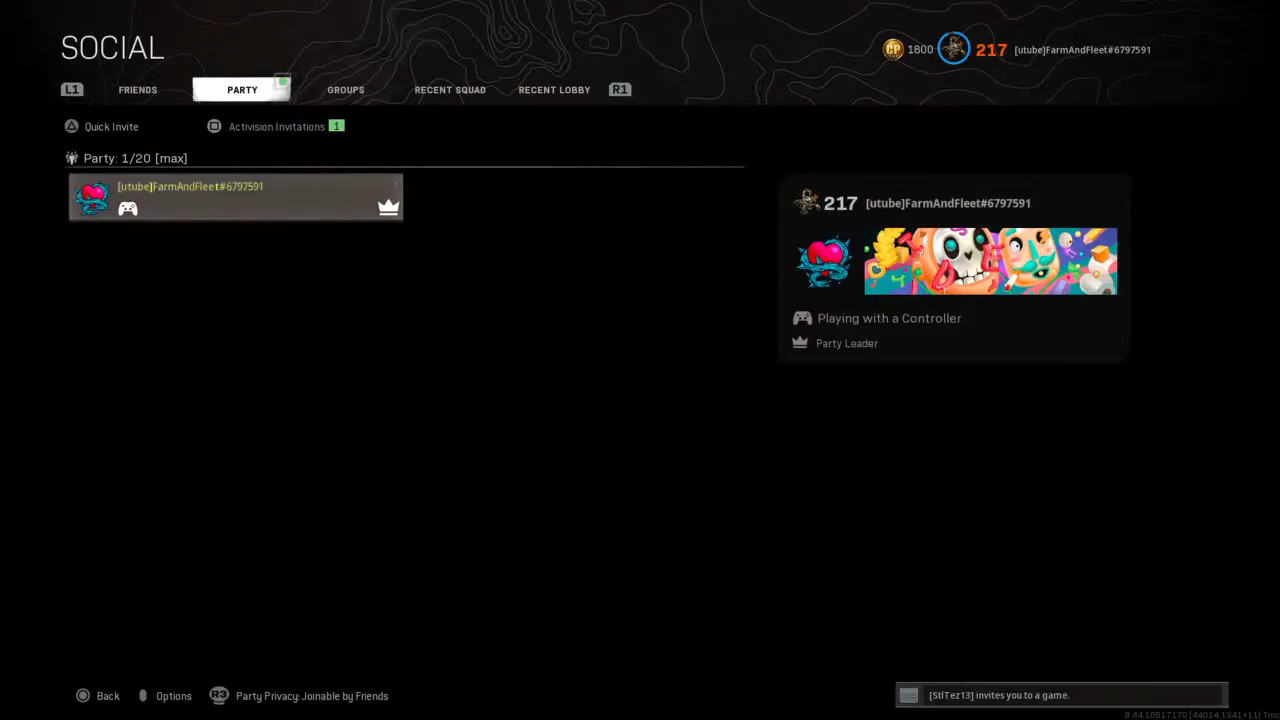 SOCIAL
CP 1800 217 [utube]FarmAndFleet#6797591
L1 FRIENDS PARTY GROUPS RECENT SQUAD RECENT LOBBY R1
Quick Invite Activision Invitations 1
Party: 1/20 [max]
[utube]FarmAndFleet#6797591
217 [utube]FarmAndFleet#6797591
Playing with a Controller
Party Leader
Back Options R3 Party Privacy: Joinable by Friends
[StlTez13] invites you to a game.